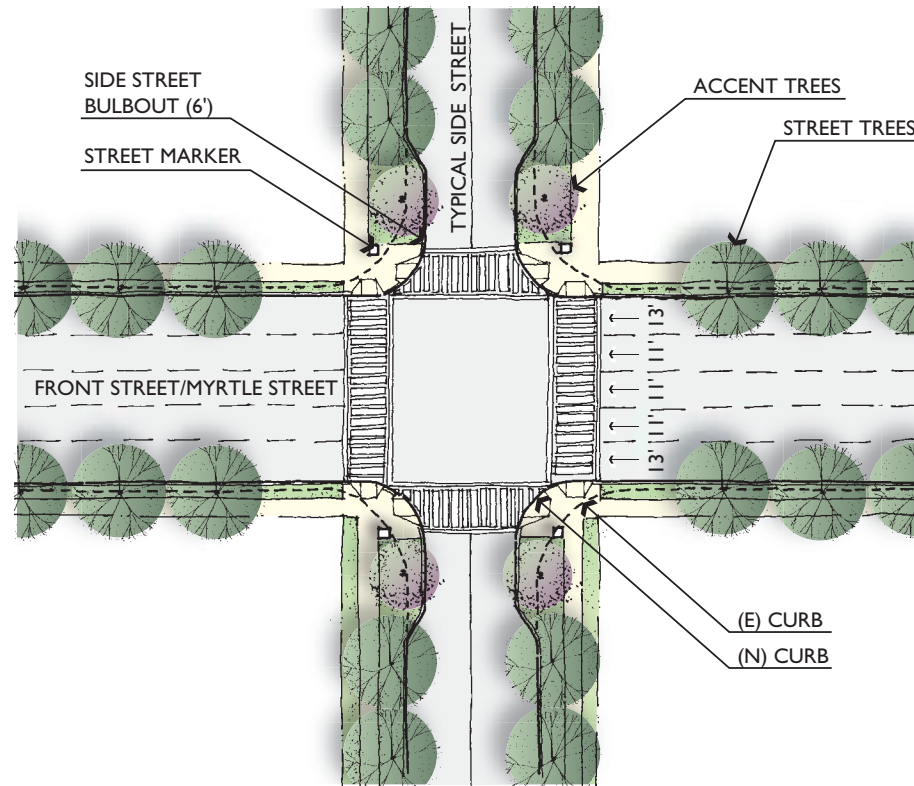 SIDE STREET
BULBOUT (6')
STREET MARKER
TYPICAL SIDE STREET
ACCENT TREES
STREET TREES
FRONT STREET/MYRTLE STREET
13'
11'
11'
11'
13'
(E) CURB
(N) CURB